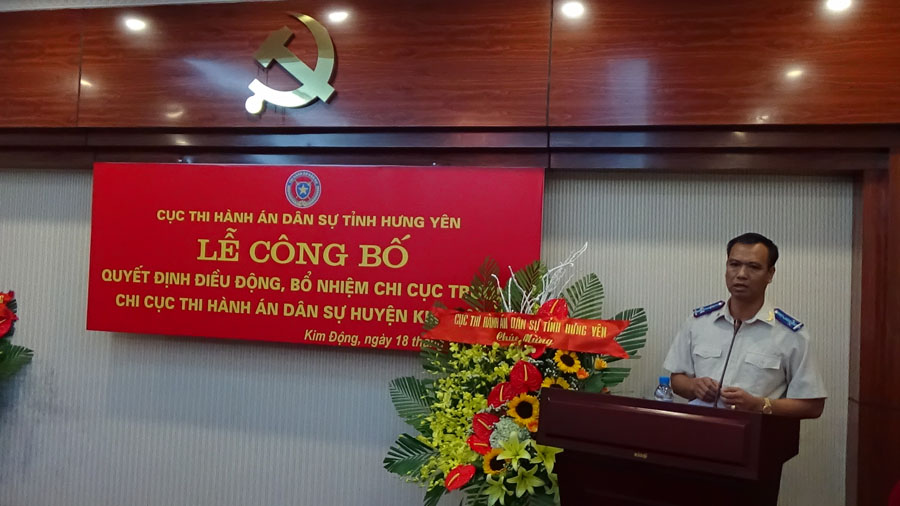 CỤC THI HÀNH ÁN DÂN SỰ TỈNH HƯNG YÊN
LỄ CÔNG BỐ
QUYẾT ĐỊNH ĐIỀU ĐỘNG, BỔ NHIỆM CHI CỤC TR
CHI CỤC THI HÀNH ÁN DÂN SỰ HUYỆN KI
Kim Động, ngày 18 thá
CỤC THI HÀNH ÁN DÂN SỰ TỈNH HƯNG YÊN
Chúc Mừng